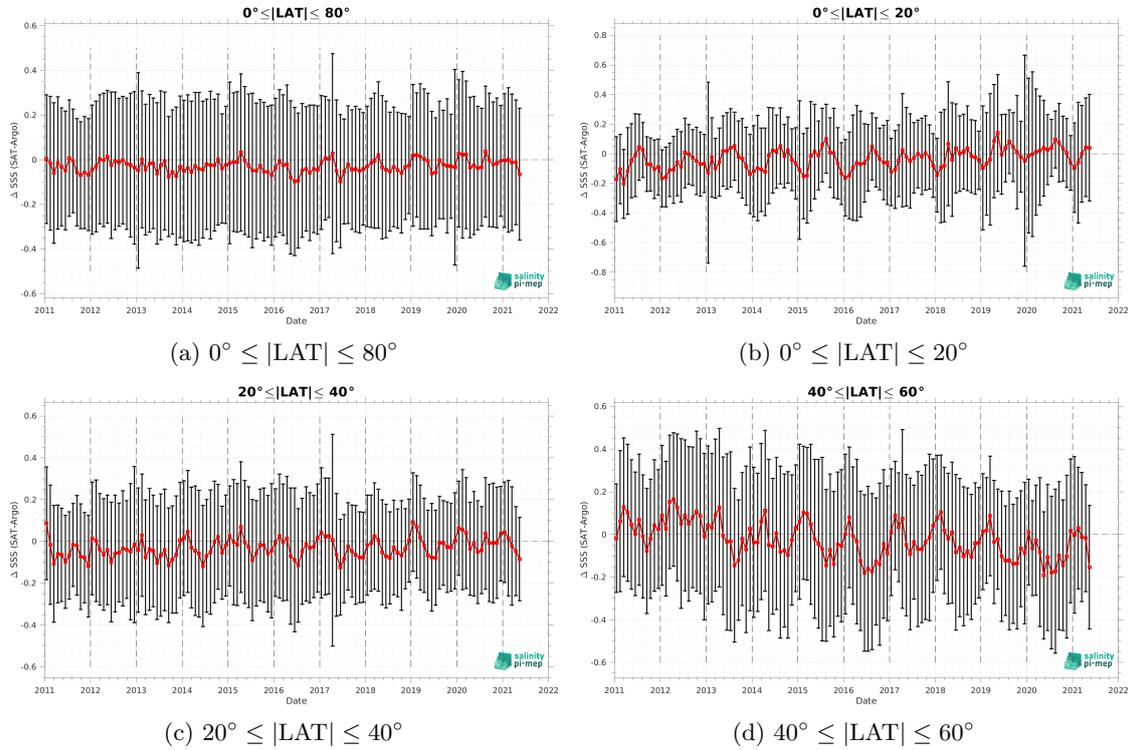 0°≤|LAT|≤ 80°
Δ SSS (SAT-Argo)
0.6
0.4
0.2
0
-0.2
-0.4
-0.6
2011 2012 2013 2014 2015 2016 2017 2018 2019 2020 2021 2022
Date
salinity
pi-mep
(a) 0° ≤ |LAT| ≤ 80°
0°≤|LAT|≤ 20°
Δ SSS (SAT-Argo)
0.8
0.6
0.4
0.2
0
-0.2
-0.4
-0.6
-0.8
2011 2012 2013 2014 2015 2016 2017 2018 2019 2020 2021 2022
Date
salinity
pi-mep
(b) 0° ≤ |LAT| ≤ 20°
20°≤|LAT|≤ 40°
Δ SSS (SAT-Argo)
0.6
0.4
0.2
0
-0.2
-0.4
-0.6
2011 2012 2013 2014 2015 2016 2017 2018 2019 2020 2021 2022
Date
salinity
pi-mep
(c) 20° ≤ |LAT| ≤ 40°
40°≤|LAT|≤ 60°
Δ SSS (SAT-Argo)
0.6
0.4
0.2
0
-0.2
-0.4
-0.6
2011 2012 2013 2014 2015 2016 2017 2018 2019 2020 2021 2022
Date
salinity
pi-mep
(d) 40° ≤ |LAT| ≤ 60°